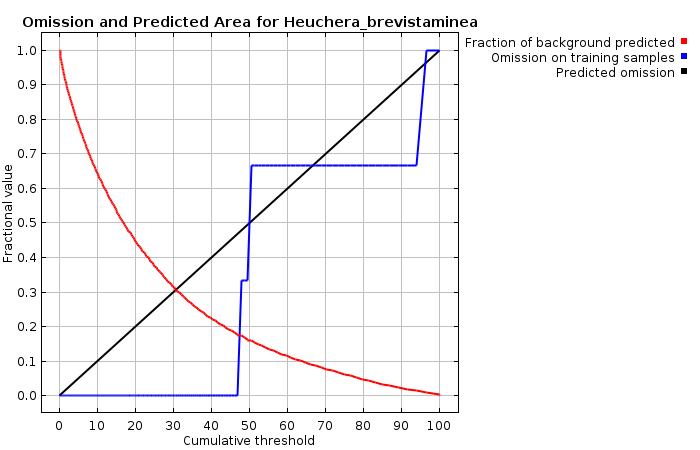 Omission and Predicted Area for Heuchera_brevistaminea
Fraction of background predicted
Omission on training samples
Predicted omission
Fractional value
1.0
0.9
0.8
0.7
0.6
0.5
0.4
0.3
0.2
0.1
0.0
0 10 20 30 40 50 60 70 80 90 100
Cumulative threshold